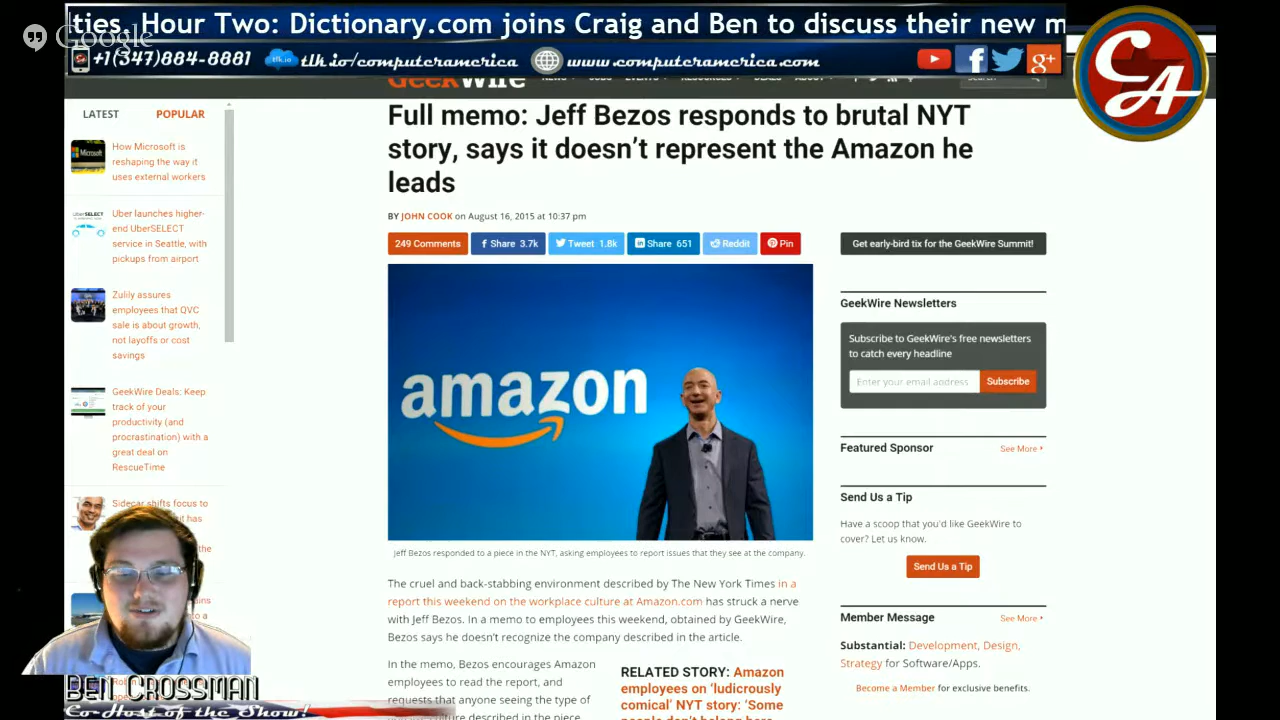 ties. Hour Two: Dictionary.com joins Craig and Ben to discuss their new m
Google
+1(347)884-8881
tlk.io/computeramerica
www.computeramerica.com
CA
GeekWire
LATEST
POPULAR
How Microsoft is
reshaping the way it
uses external workers
Uber launches higher-
end UberSELECT
service in Seattle, with
pickups from airport
Zulily assures
employees that QVC
sale is about growth,
not layoffs or cost
savings
GeekWire Deals: Keep
track of your
productivity (and
procrastination) with a
great deal on
RescueTime
Sidecar shifts focus to
Full memo: Jeff Bezos responds to brutal NYT
story, says it doesn't represent the Amazon he
leads
BY JOHN COOK on August 16, 2015 at 10:37 pm
249 Comments
Share 3.7k
Tweet 1.8k
Share 651
Reddit
Pin
amazon
Jeff Bezos responded to a piece in the NYT, asking employees to report issues that they see at the company.
The cruel and back-stabbing environment described by The New York Times in a
report this weekend on the workplace culture at Amazon.com has struck a nerve
with Jeff Bezos. In a memo to employees this weekend, obtained by GeekWire,
Bezos says he doesn't recognize the company described in the article.
In the memo, Bezos encourages Amazon
employees to read the report, and
requests that anyone seeing the type of
described in the piece
RELATED STORY: Amazon
employees on 'ludicrously
comical' NYT story: 'Some
people don't belong here
Get early-bird tix for the GeekWire Summit!
GeekWire Newsletters
Subscribe to GeekWire's free newsletters
to catch every headline
Enter your email address
Subscribe
Featured Sponsor
See More
Send Us a Tip
Have a scoop that you'd like GeekWire to
cover? Let us know.
Send Us a Tip
Member Message
See More
Substantial: Development, Design,
Strategy for Software/Apps.
Become a Member for exclusive benefits.
BEN CROSSMAN
Co-Host of the Show!